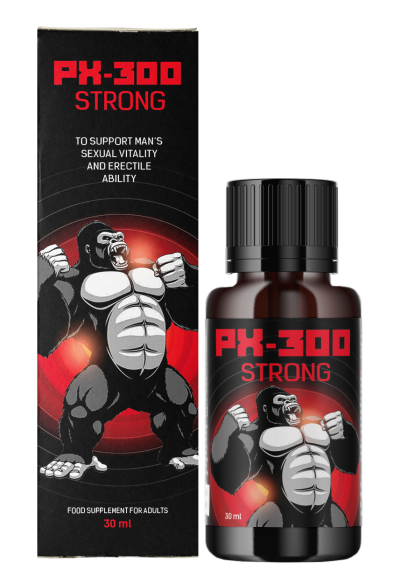 PX-300
STRONG
TO SUPPORT MAN'S
SEXUAL VITALITY
AND ERECTILE
ABILITY
FOOD SUPPLEMENT FOR ADULTS
30 ml
PX-300
STRONG
30 ml